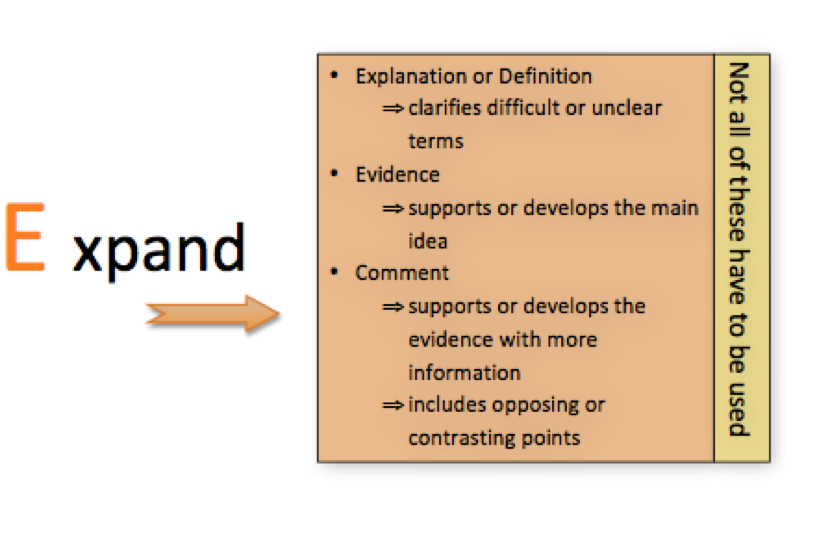 E xpand
• Explanation or Definition
⇒ clarifies difficult or unclear
terms
• Evidence
⇒ supports or develops the main
idea
• Comment
⇒ supports or develops the
evidence with more
information
⇒ includes opposing or
contrasting points
Not all of these have to be used